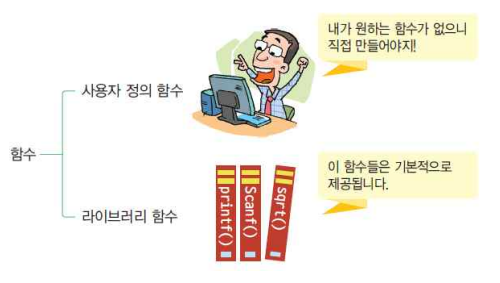 내가 원하는 함수가 없으니
직접 만들어야지!
사용자 정의 함수
함수
이 함수들은 기본적으로
제공됩니다.
라이브러리 함수
printf()
Scanf()
sqrt()